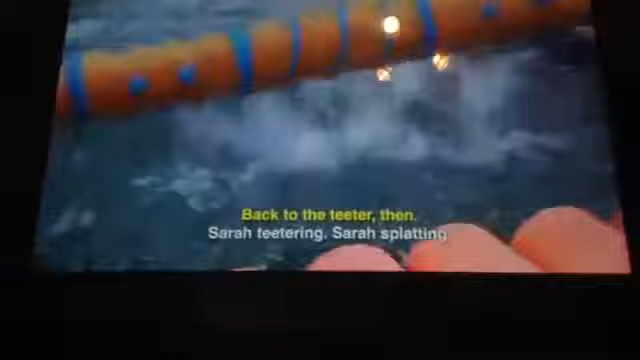 Back to the teeter, then.
Sarah teetering. Sarah splatting